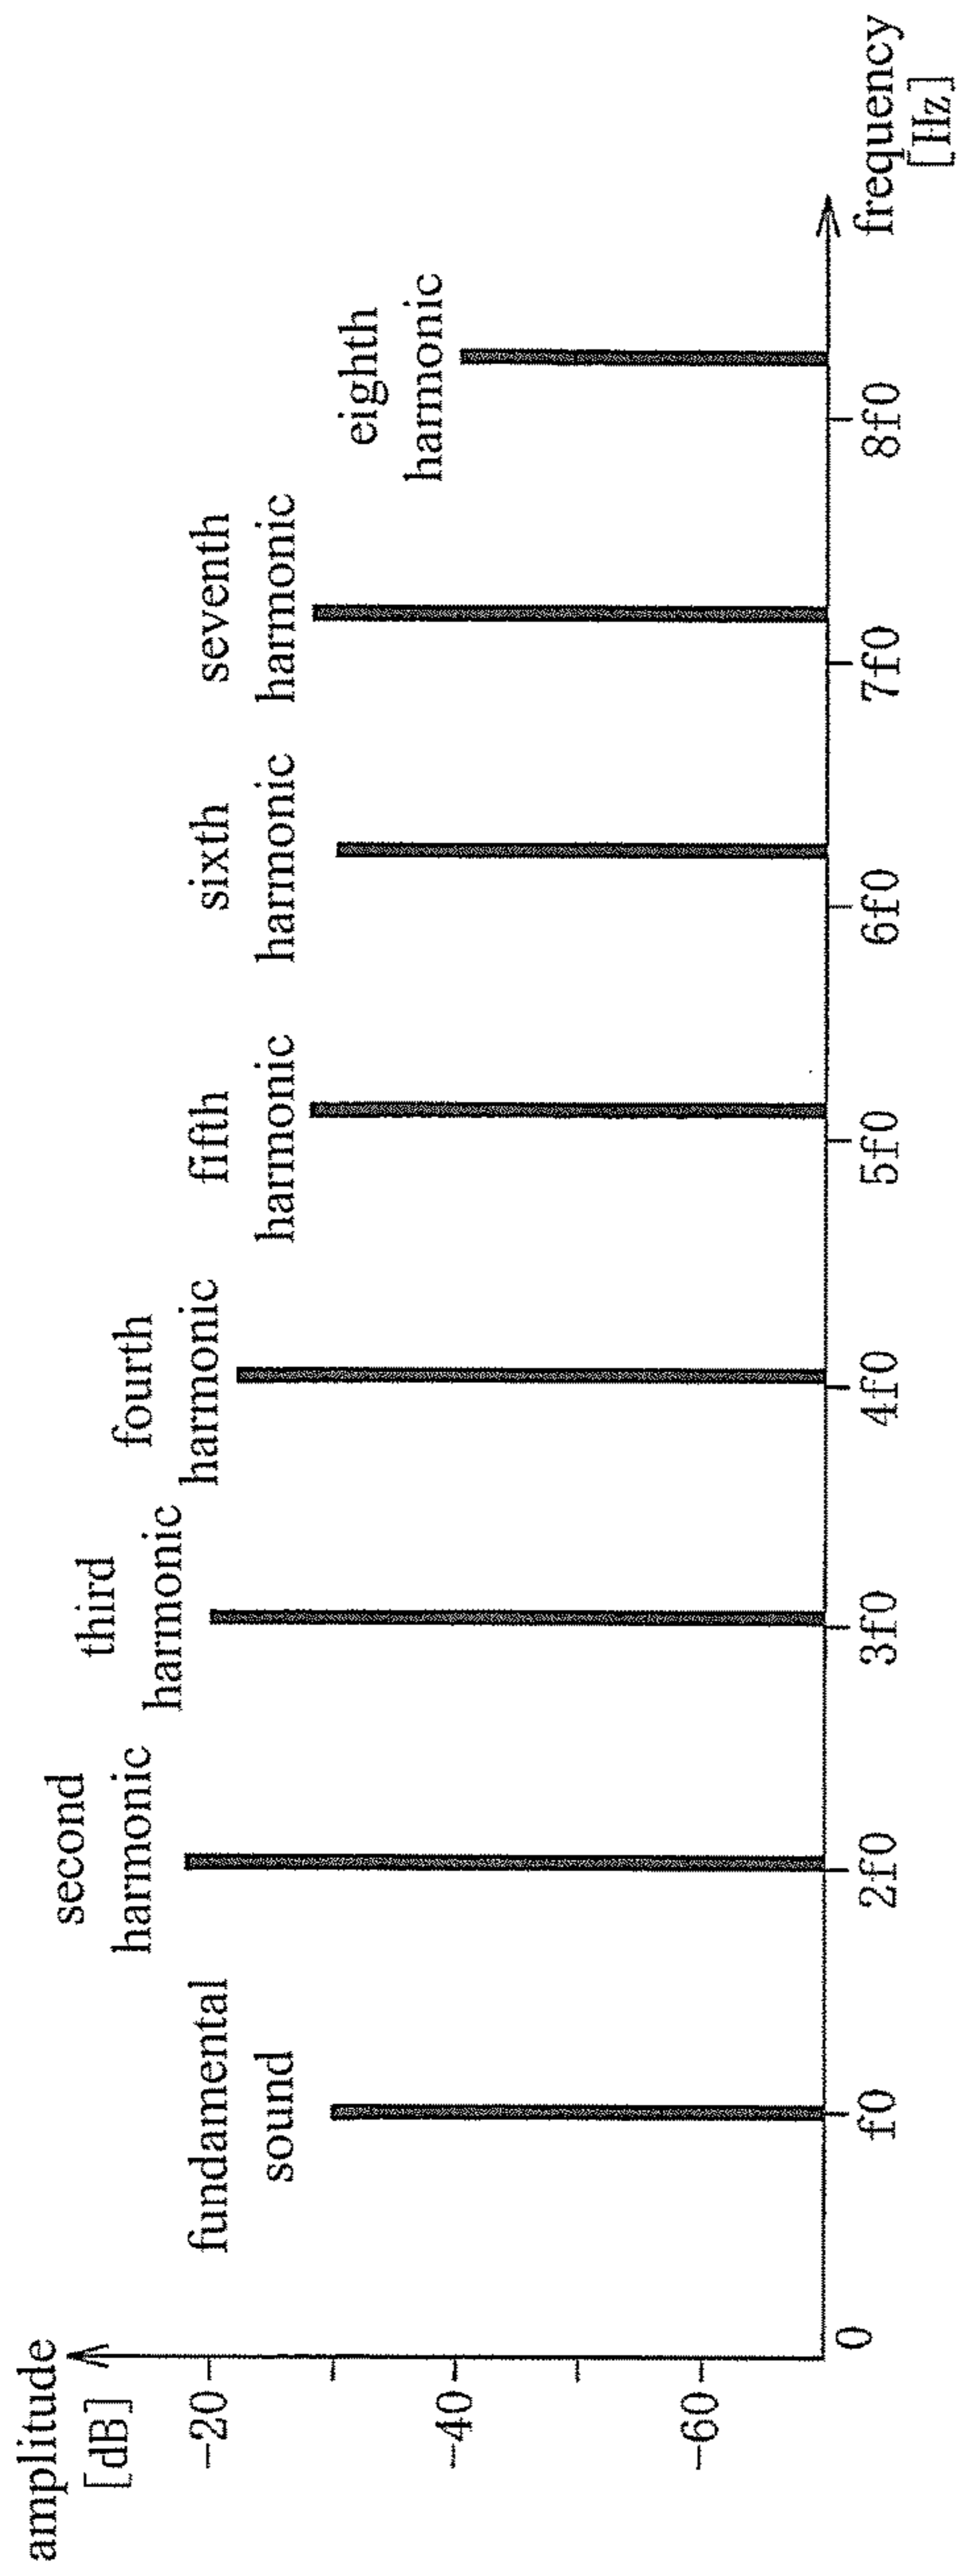 amplitude
[dB]
-20
-40
-60
0
fundamental
sound
second
harmonic
third
harmonic
fourth
harmonic
fifth
harmonic
sixth
harmonic
seventh
harmonic
eighth
harmonic
f0
2f0
3f0
4f0
5f0
6f0
7f0
8f0
frequency
[Hz]